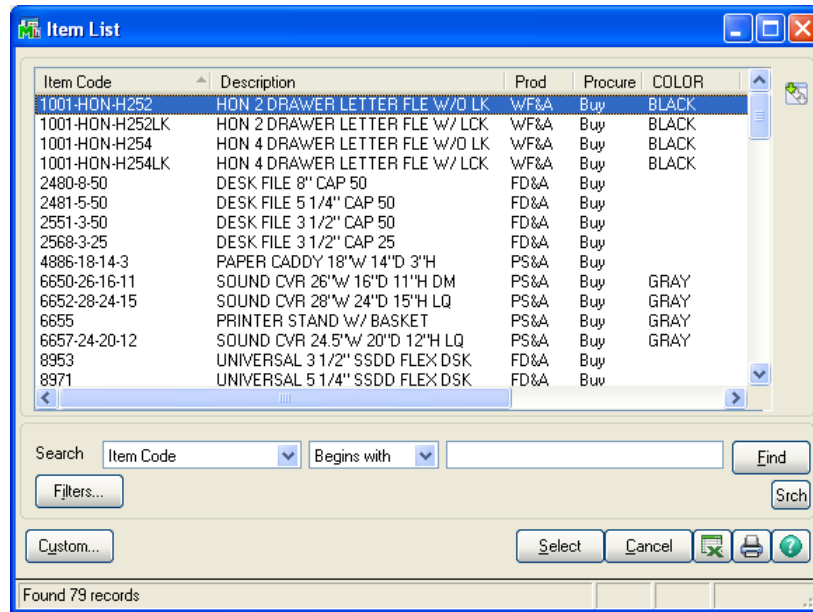 Item List
Item Code Description Prod Procure COLOR
1001-HON-H252 HON 2 DRAWER LETTER FLE W/O LK WF&A Buy BLACK
1001-HON-H252LK HON 2 DRAWER LETTER FLE W/ LCK WF&A Buy BLACK
1001-HON-H254 HON 4 DRAWER LETTER FLE W/O LK WF&A Buy BLACK
1001-HON-H254LK HON 4 DRAWER LETTER FLE W/ LCK WF&A Buy BLACK
2480-8-50 DESK FILE 8" CAP 50 FD&A Buy
2481-5-50 DESK FILE 5 1/4" CAP 50 FD&A Buy
2551-3-50 DESK FILE 3 1/2" CAP 50 FD&A Buy
2568-3-25 DESK FILE 3 1/2" CAP 25 FD&A Buy
4886-18-14-3 PAPER CADDY 18"W 14"D 3"H PS&A Buy
6650-26-16-11 SOUND CVR 26"W 16"D 11"H DM PS&A Buy GRAY
6652-28-24-15 SOUND CVR 28"W 24"D 15"H LQ PS&A Buy GRAY
6655 PRINTER STAND W/ BASKET PS&A Buy GRAY
6657-24-20-12 SOUND CVR 24.5"W 20"D 12"H LQ PS&A Buy GRAY
8953 UNIVERSAL 3 1/2" SSDD FLEX DSK FD&A Buy
8971 UNIVERSAL 5 1/4" SSDD FLEX DSK FD&A Buy
Search Item Code Begins with Find
Filters... Srch
Custom... Select Cancel
Found 79 records